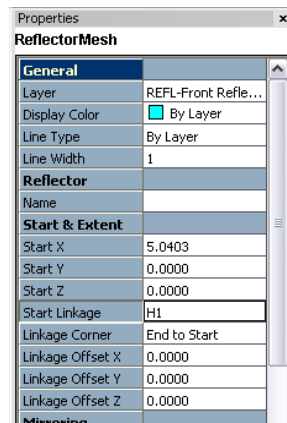 Properties x
ReflectorMesh
General
Layer REFL-Front Refle...
Display Color By Layer
Line Type By Layer
Line Width 1
Reflector
Name
Start & Extent
Start X 5.0403
Start Y 0.0000
Start Z 0.0000
Start Linkage H1
Linkage Corner End to Start
Linkage Offset X 0.0000
Linkage Offset Y 0.0000
Linkage Offset Z 0.0000
Mirroring